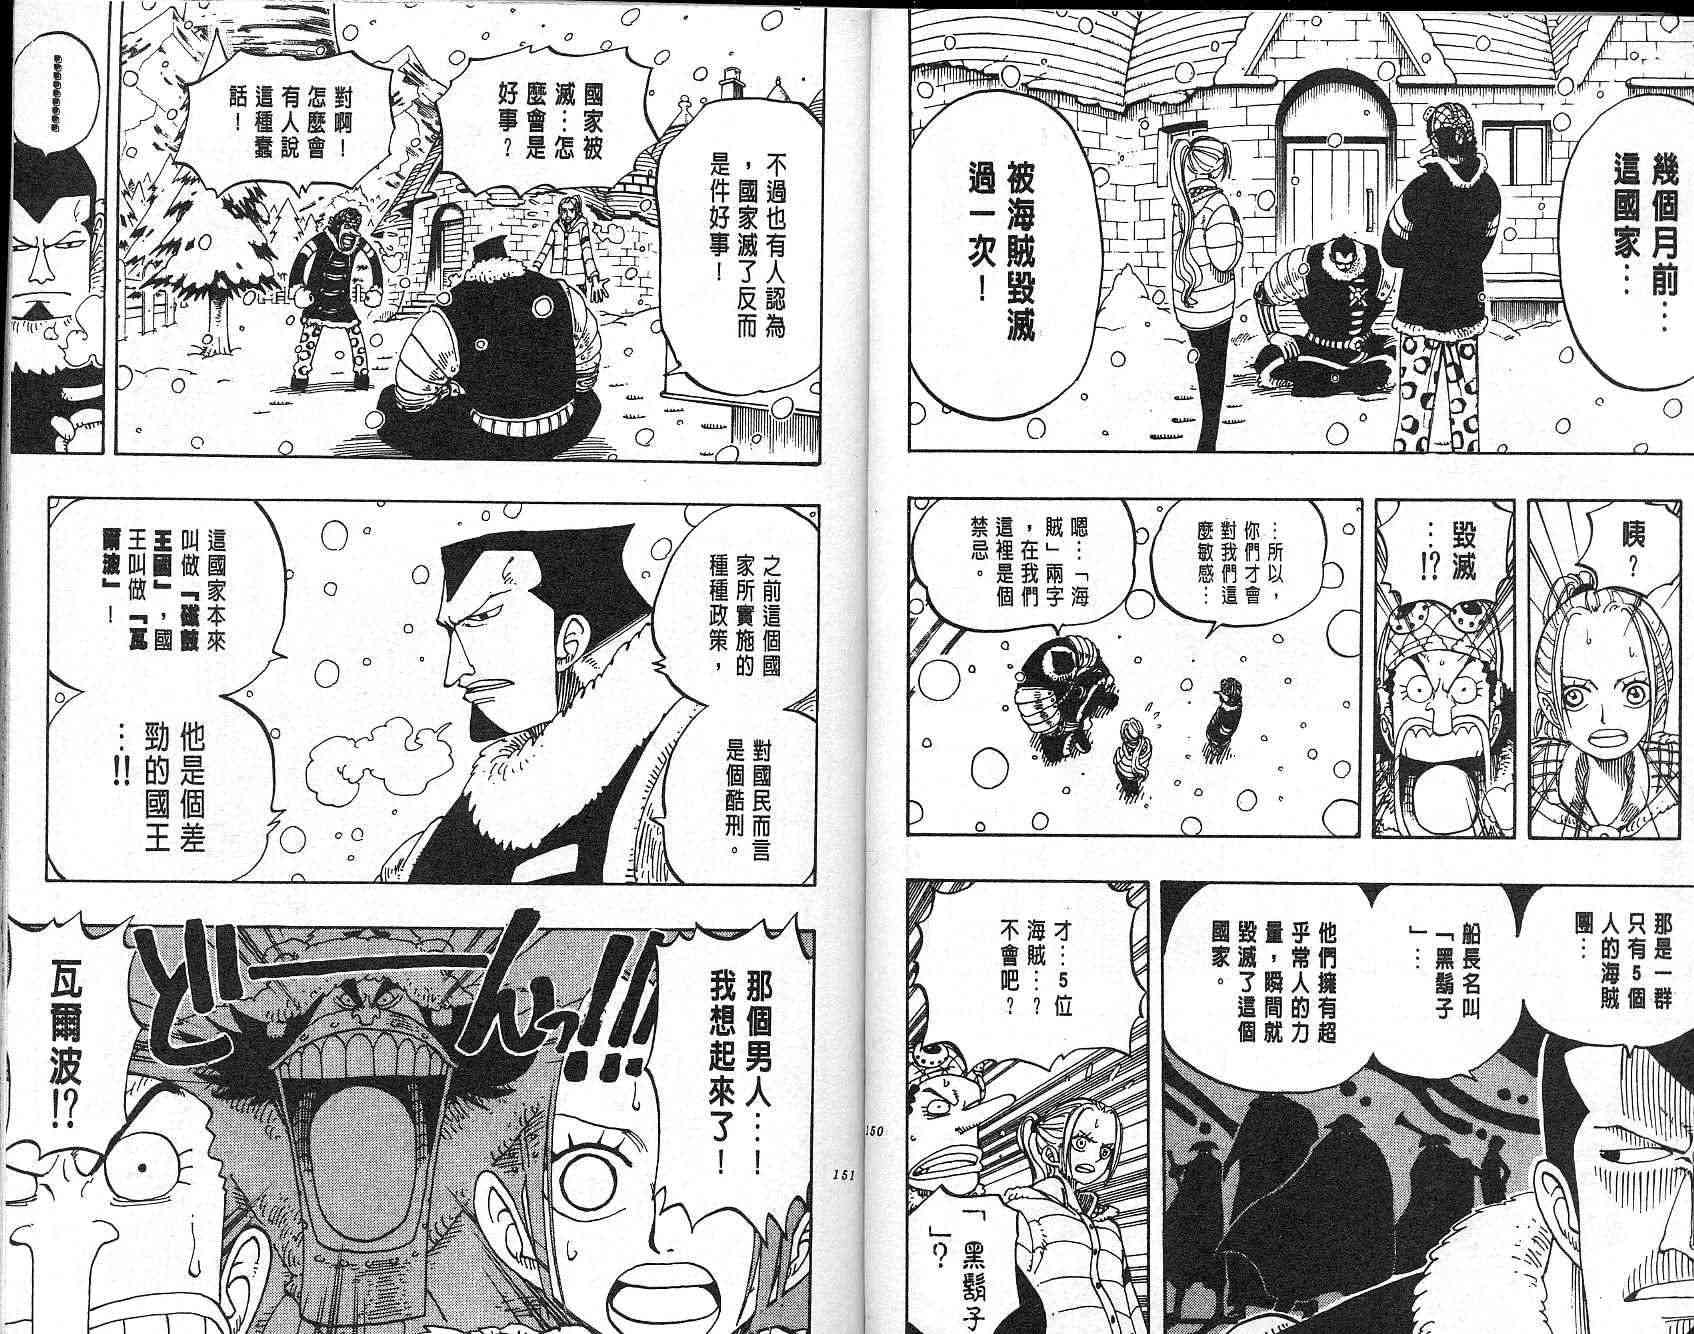 幾個月前…
這國家…
被海賊毀滅
過一次！
咦？
毀滅
…!?
…所以，
你們才會
對我們這
麼敏感…
嗯…「海
賊」兩字
，在我們
這裡是個
禁忌。
那是一群
只有5個
人的海賊
團…
船長名叫
「黑鬍子
」…
他們擁有超
乎常人的力
量，瞬間就
毀滅了這個
國家。
才…5位
海賊…？
不會吧？
「黑鬍子
」？
150
不過也有人認為
，國家滅了反而
是件好事！
國家被
滅…怎
麼會是
好事？
對啊！
怎麼會
有人說
這種蠢
話！
之前這個國
家所實施的
種種政策，
對國民而言
是個酷刑。
這國家本來
叫做『磁鼓
王國』，國
王叫做『瓦
爾波』！
他是個差
勁的國王
…!!
那個男人…！
我想起來了！
どーーんっ!!!
瓦爾波!?
151